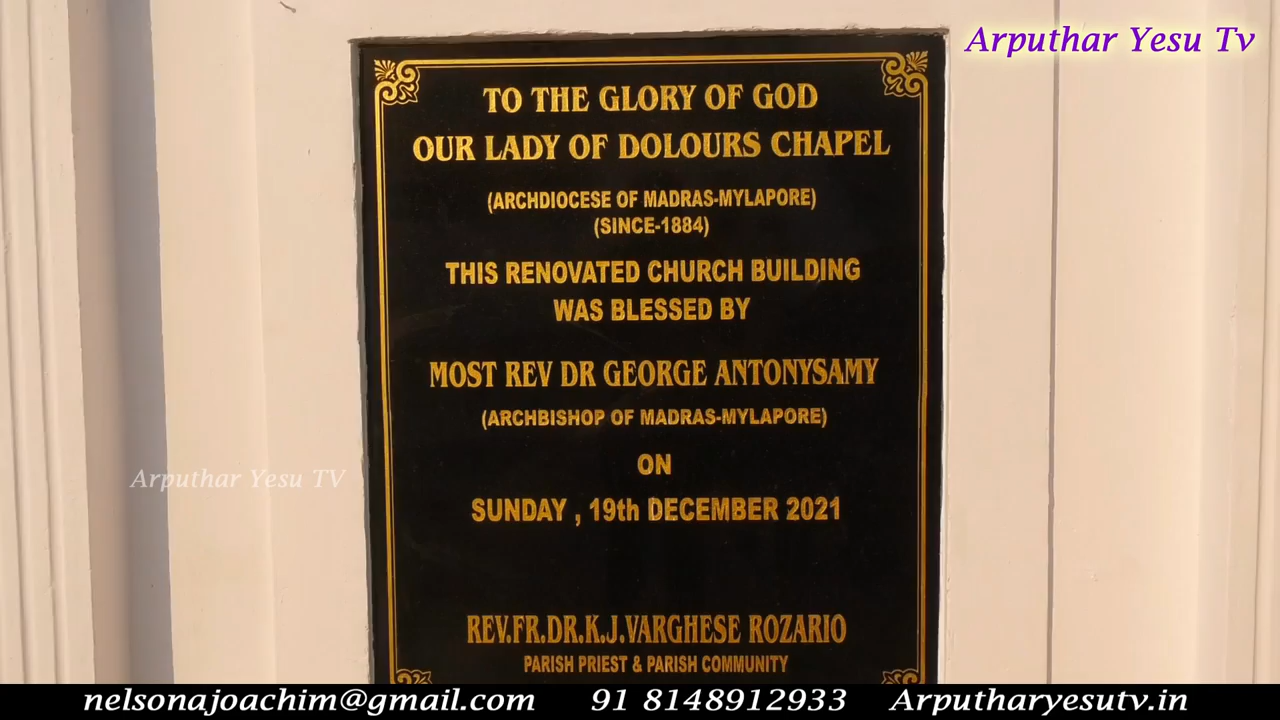 Arputhar Yesu Tv
TO THE GLORY OF GOD
OUR LADY OF DOLOURS CHAPEL
(ARCHDIOCESE OF MADRAS-MYLAPORE)
(SINCE-1884)
THIS RENOVATED CHURCH BUILDING
WAS BLESSED BY
MOST REV DR GEORGE ANTONYSAMY
(ARCHBISHOP OF MADRAS-MYLAPORE)
ON
Arputhar Yesu TV
SUNDAY , 19th DECEMBER 2021
REV.FR.DR.K.J.VARGHESE ROZARIO
PARISH PRIEST & PARISH COMMUNITY
nelsonajoachim@gmail.com 91 8148912933 Arputharyesutv.in